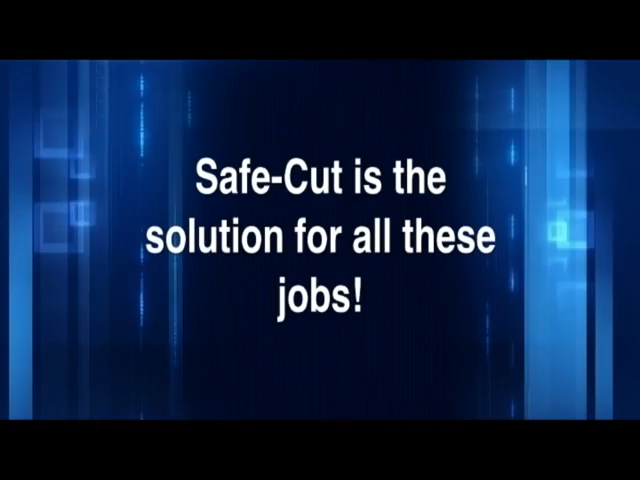 Safe-Cut is the
solution for all these
jobs!